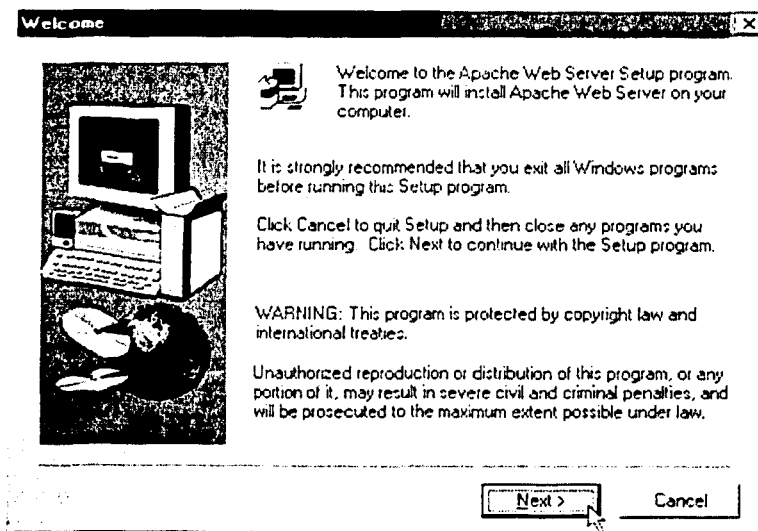 Welcome
Welcome to the Apache Web Server Setup program.
This program will install Apache Web Server on your
computer.
It is strongly recommended that you exit all Windows programs
before running this Setup program.
Click Cancel to quit Setup and then close any programs you
have running. Click Next to continue with the Setup program.
WARNING: This program is protected by copyright law and
international treaties.
Unauthorized reproduction or distribution of this program, or any
portion of it, may result in severe civil and criminal penalties, and
will be prosecuted to the maximum extent possible under law.
Next > Cancel